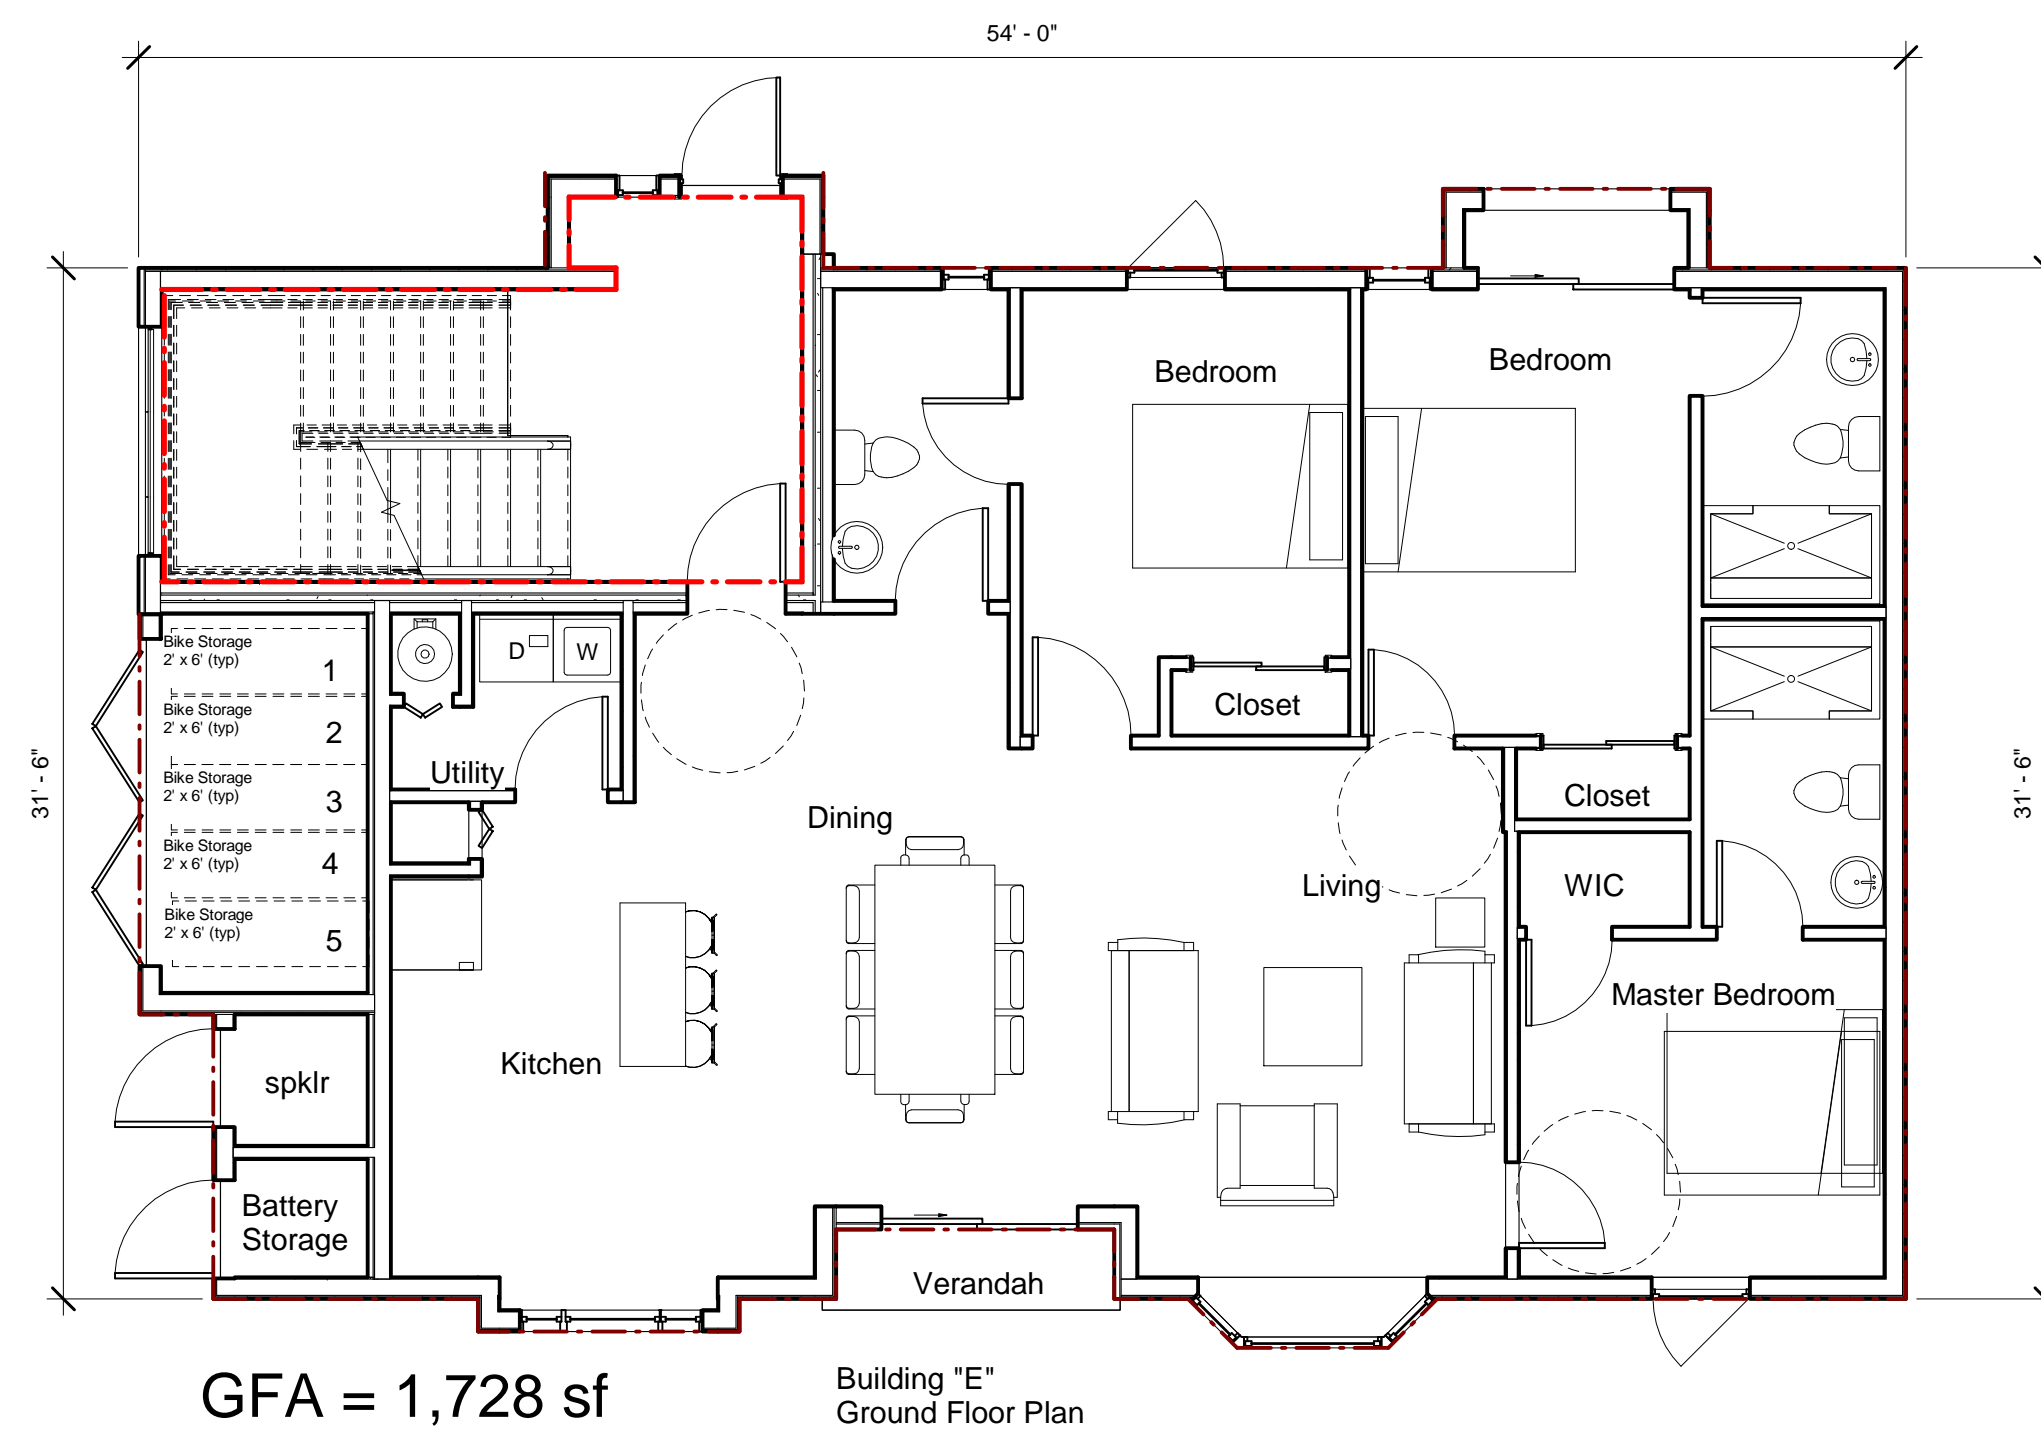 54' - 0"
Bedroom
Bedroom
Bike Storage
2' x 6' (typ)
1
D
W
Bike Storage
2' x 6' (typ)
2
Closet
Utility
31' - 6"
31' - 6"
Bike Storage
2' x 6' (typ)
3
Closet
Dining
Bike Storage
2' x 6' (typ)
4
Living
WIC
Bike Storage
2' x 6' (typ)
5
Master Bedroom
Kitchen
spklr
Battery
Storage
Verandah
GFA = 1,728 sf
Building "E"
Ground Floor Plan